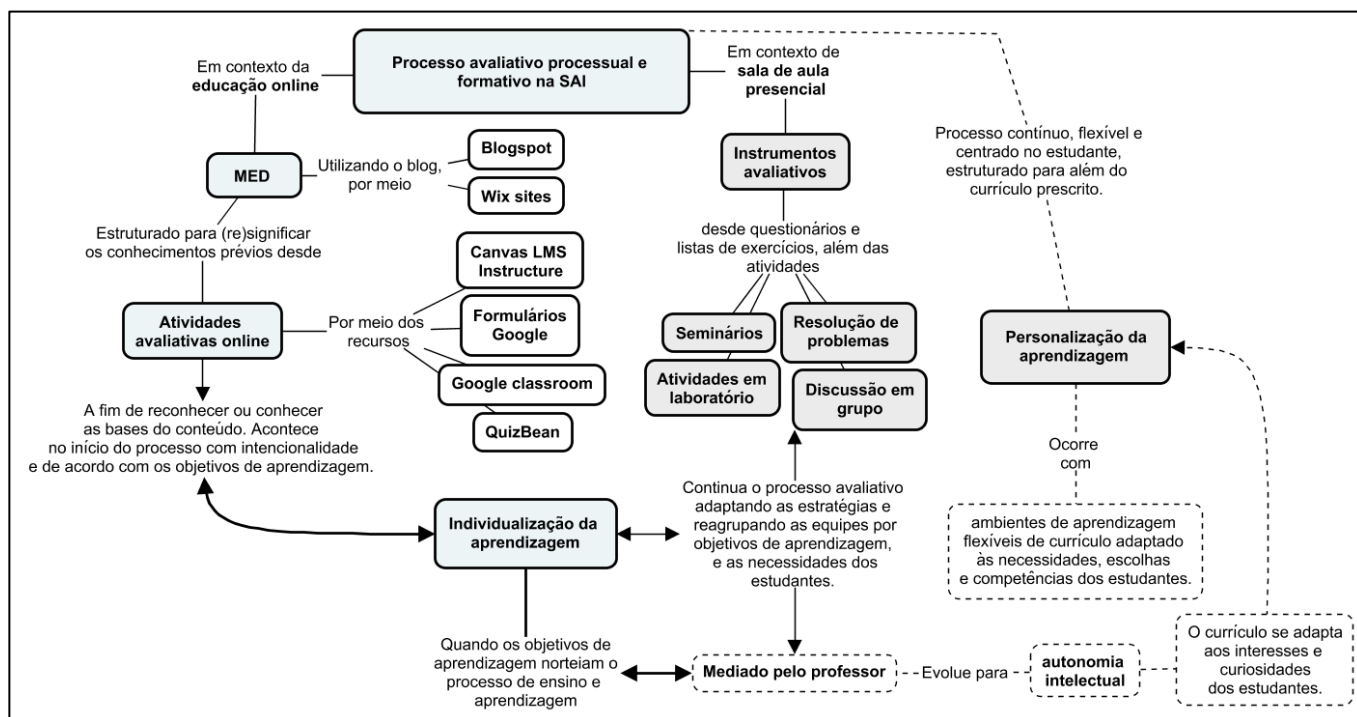 Processo avaliativo processual e
formativo na SAI
Em contexto da
educação online
Em contexto de
sala de aula
presencial
MED
Utilizando o blog,
por meio
Blogspot
Wix sites
Instrumentos
avaliativos
Processo contínuo, flexível e
centrado no estudante,
estruturado para além do
currículo prescrito.
Estruturado para (re)significar
os conhecimentos prévios desde
desde questionários e
listas de exercícios, além das
atividades
Atividades
avaliativas online
Por meio dos
recursos
Canvas LMS
Instructure
Formulários
Google
Google classroom
QuizBean
Seminários
Resolução de
problemas
Atividades em
laboratório
Discussão em
grupo
Personalização da
aprendizagem
A fim de reconhecer ou conhecer
as bases do conteúdo. Acontece
no início do processo com intencionalidade
e de acordo com os objetivos de aprendizagem.
Ocorre
com
Individualização da
aprendizagem
Continua o processo avaliativo
adaptando as estratégias e
reagrupando as equipes por
objetivos de aprendizagem,
e as necessidades dos
estudantes.
ambientes de aprendizagem
flexíveis de currículo adaptado
às necessidades, escolhas
e competências dos estudantes.
Quando os objetivos de
aprendizagem norteiam o
processo de ensino e
aprendizagem
Mediado pelo professor
Evolue para
autonomia
intelectual
O currículo se adapta
aos interesses e
curiosidades
dos estudantes.